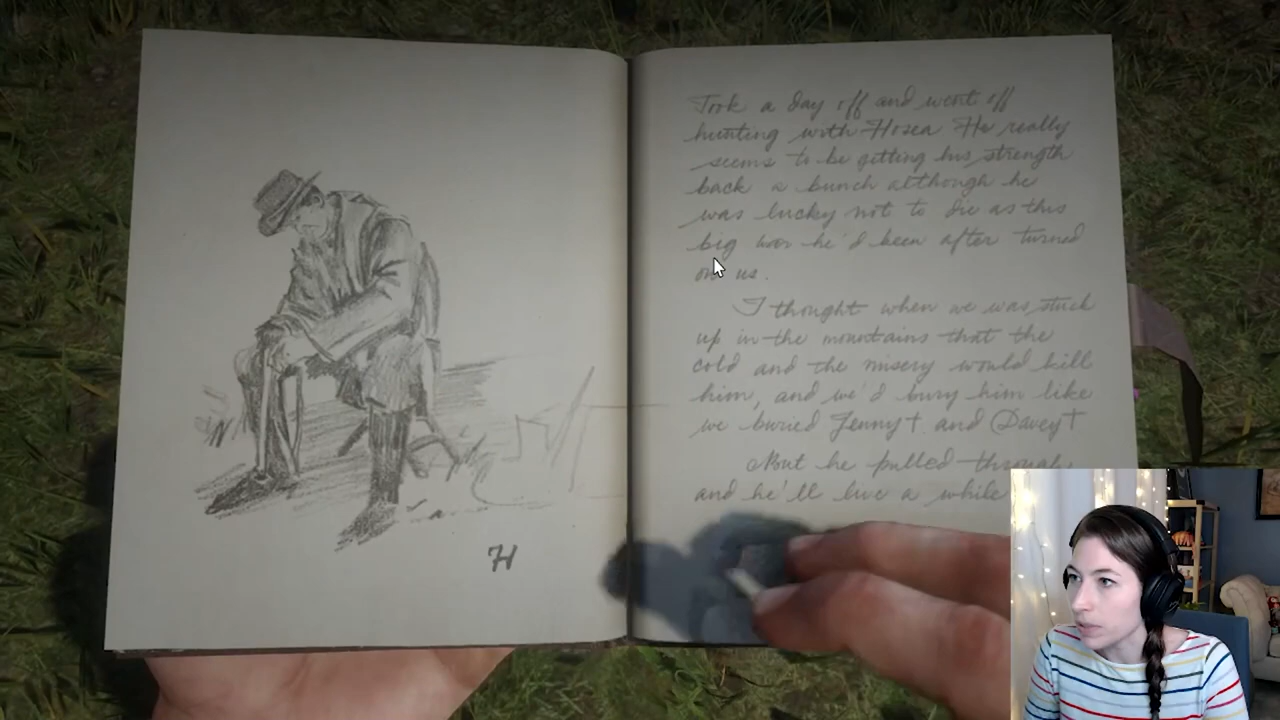 H
Took a day off and went off
hunting with Hosea He really
seems to be getting his strength
back a bunch although he
was lucky not to die as this
big bear he'd been after turned
on us.
I thought when we was stuck
up in the mountains that the
cold and the misery would kill
him, and we'd bury him like
we buried Jenny† and Davey†
But he pulled through
and he'll live a while